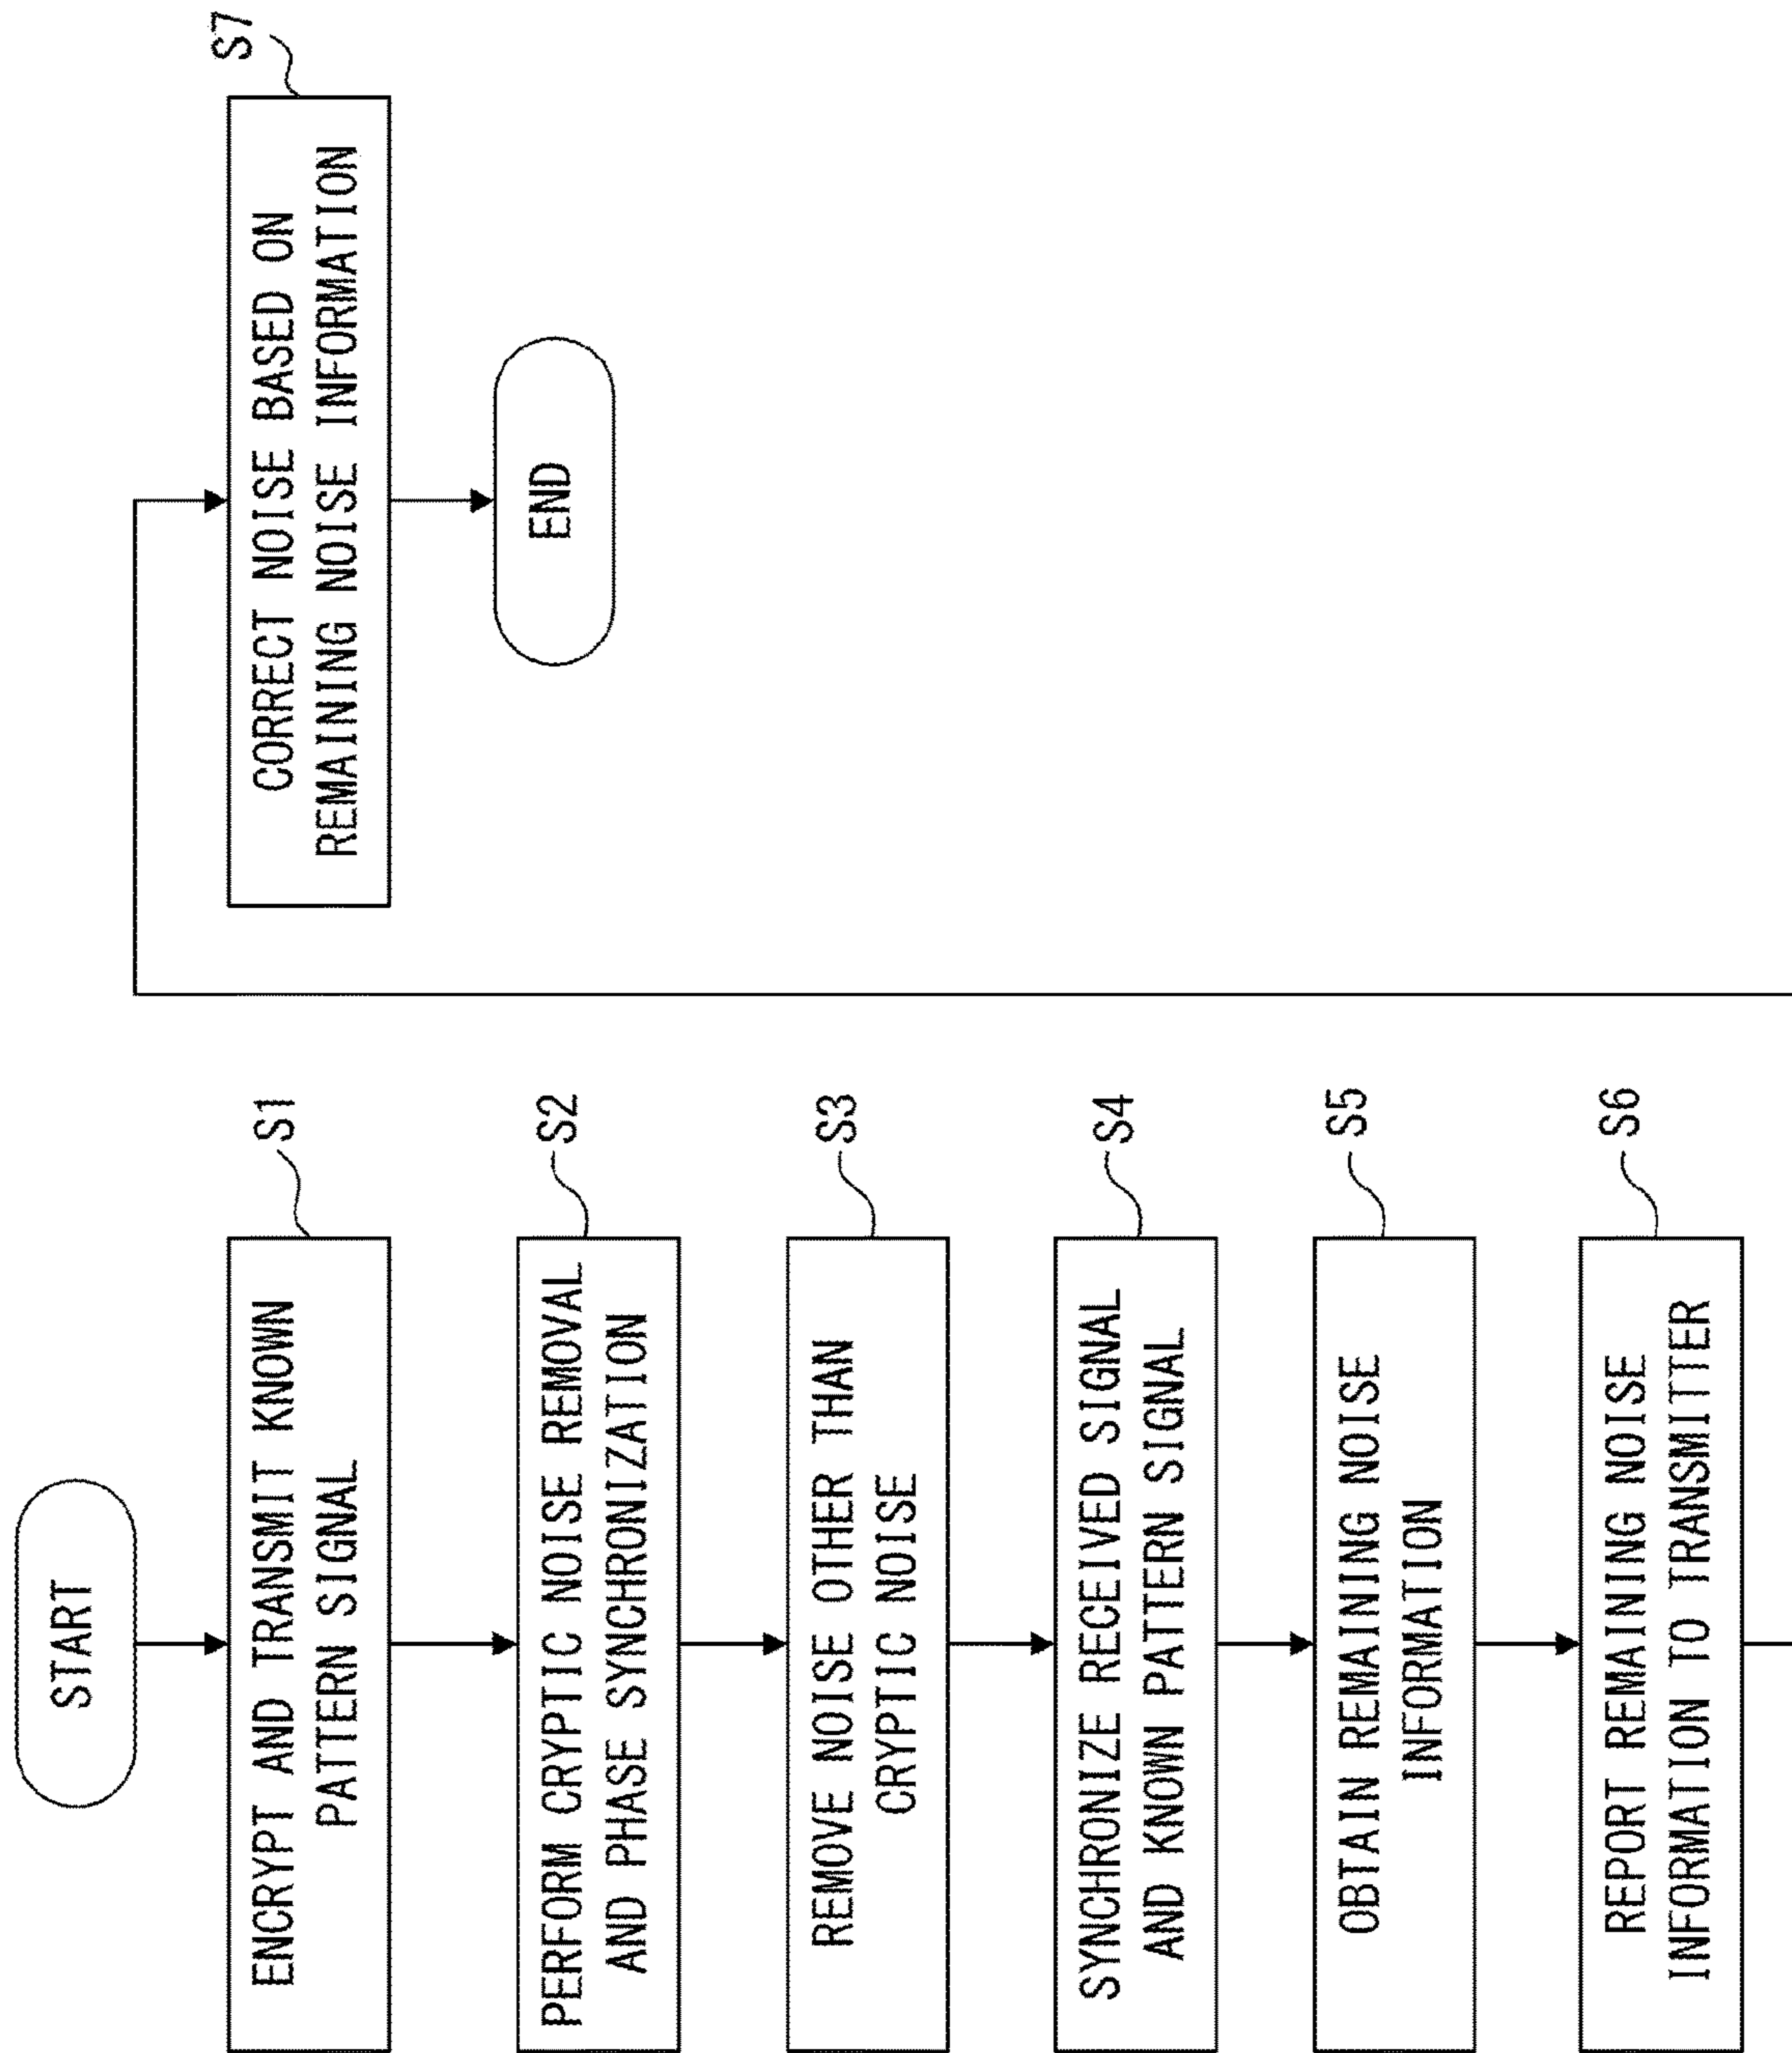 START
ENCRYPT AND TRANSMIT KNOWN
PATTERN SIGNAL
S1
PERFORM CRYPTIC NOISE REMOVAL
AND PHASE SYNCHRONIZATION
S2
REMOVE NOISE OTHER THAN
CRYPTIC NOISE
S3
SYNCHRONIZE RECEIVED SIGNAL
AND KNOWN PATTERN SIGNAL
S4
OBTAIN REMAINING NOISE
INFORMATION
S5
REPORT REMAINING NOISE
INFORMATION TO TRANSMITTER
S6
CORRECT NOISE BASED ON
REMAINING NOISE INFORMATION
S7
END